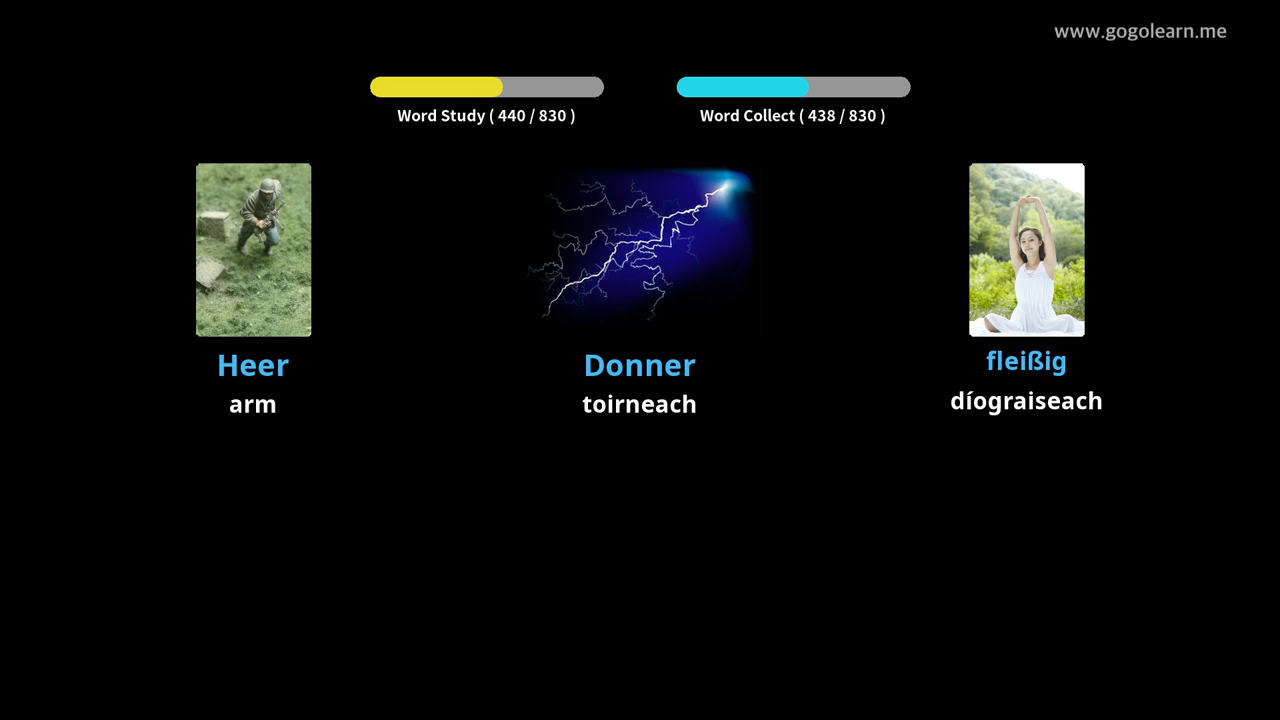 www.gogolearn.me
Word Study ( 440 / 830 )
Word Collect ( 438 / 830 )
Heer
arm
Donner
toirneach
fleißig
díograiseach